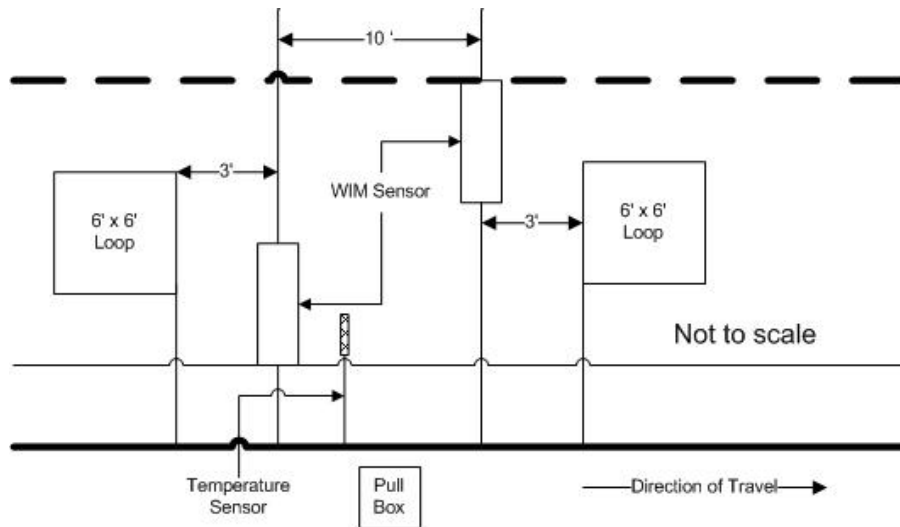 10 '
3'
WIM Sensor
6' x 6'
Loop
3'
6' x 6'
Loop
Not to scale
Temperature
Sensor
Pull
Box
Direction of Travel